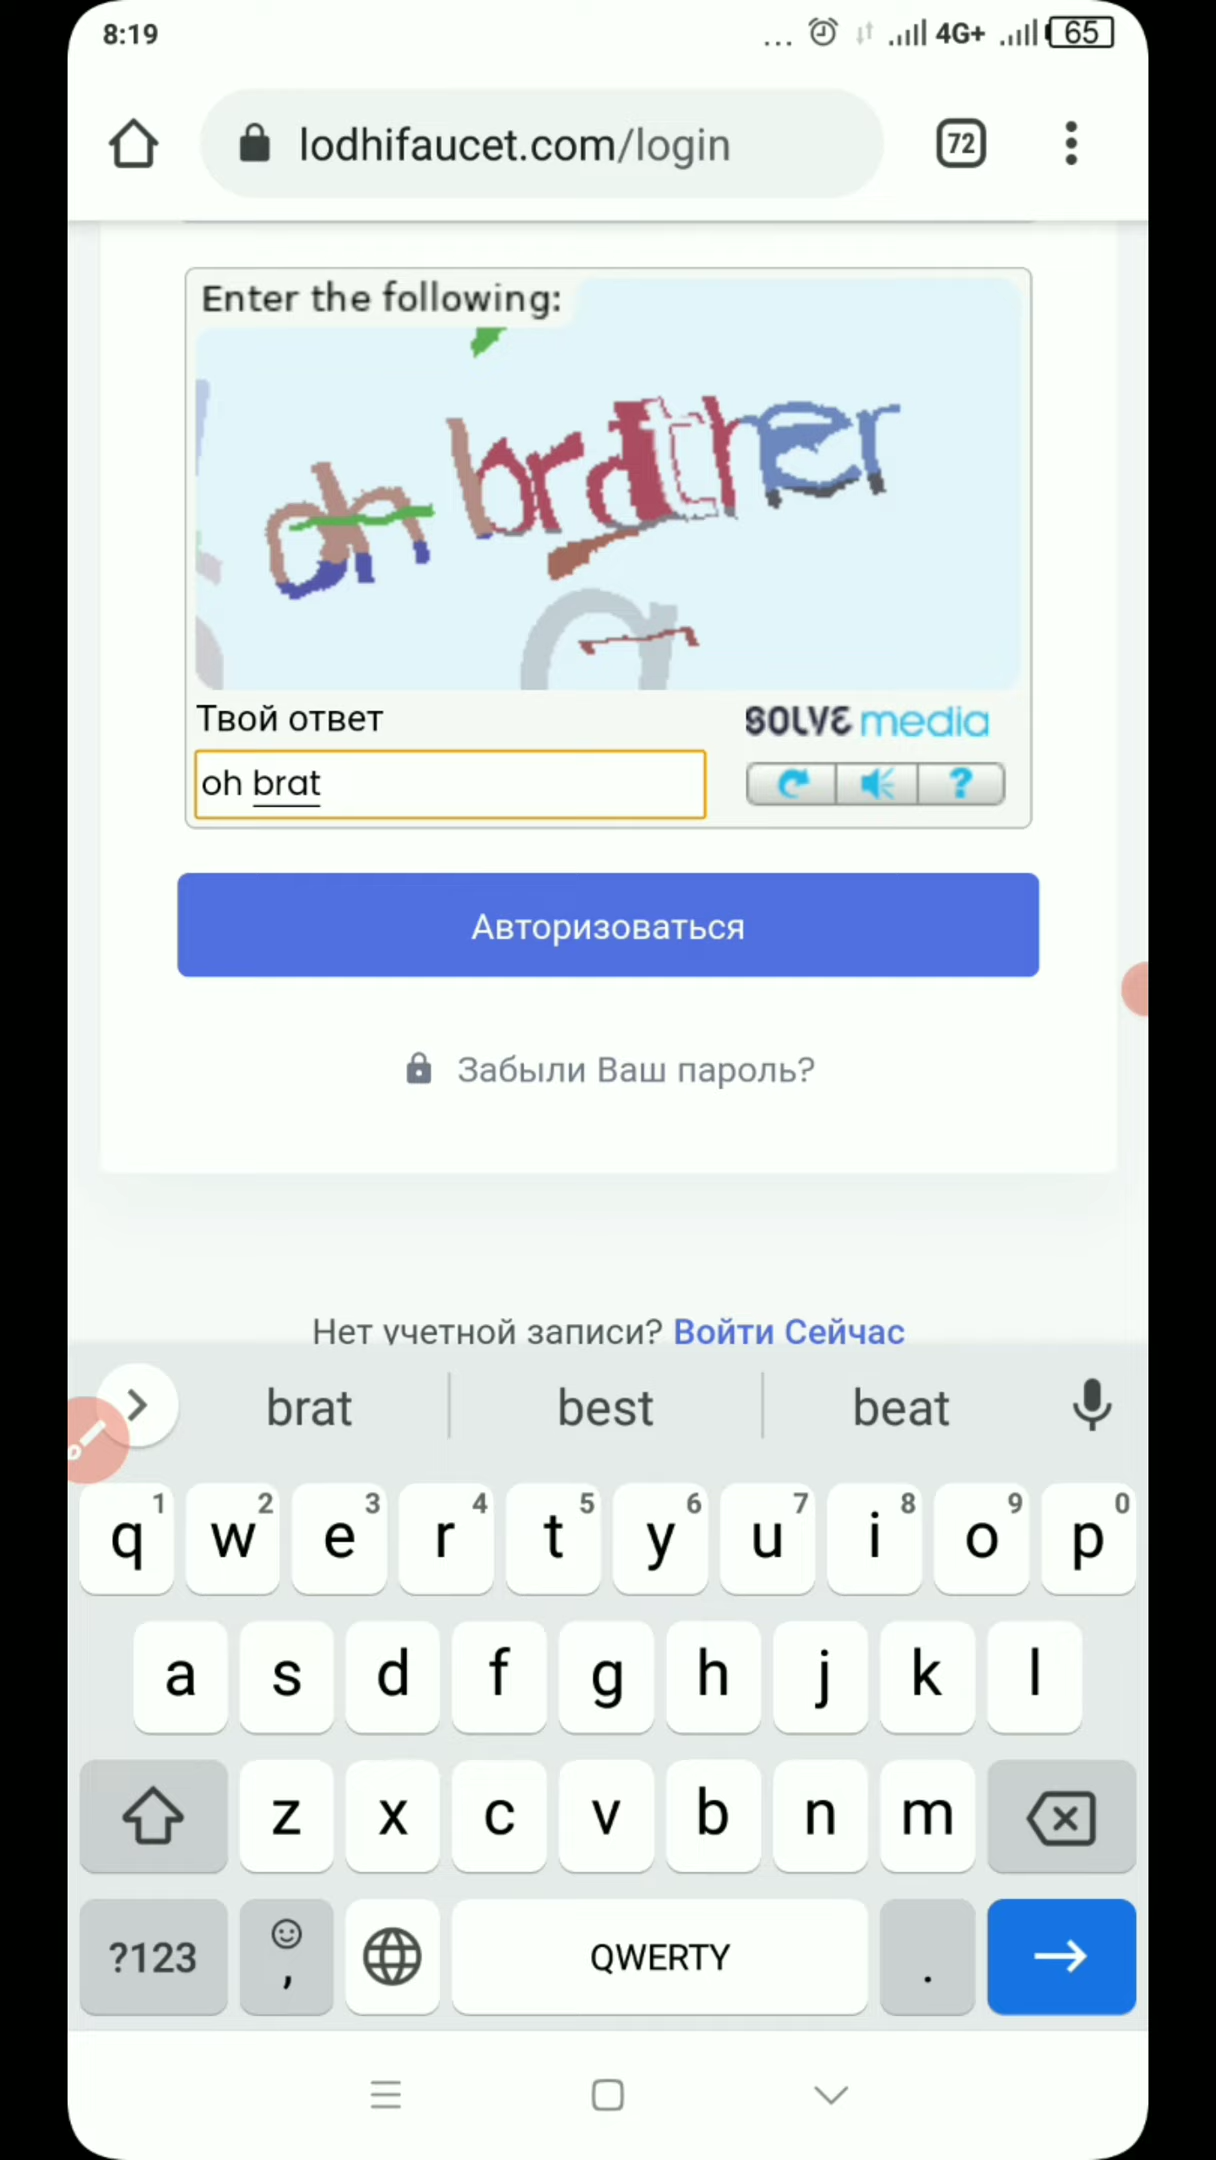 8:19
... 4G+ 65
lodhifaucet.com/login
72
Enter the following:
oh brather
Твой ответ
SOLVE media
oh brat
?
Авторизоваться
Забыли Ваш пароль?
Нет учетной записи? Войти Сейчас
brat best beat
1 2 3 4 5 6 7 8 9 0
q w e r t y u i o p
a s d f g h j k l
z x c v b n m
?123 , QWERTY .